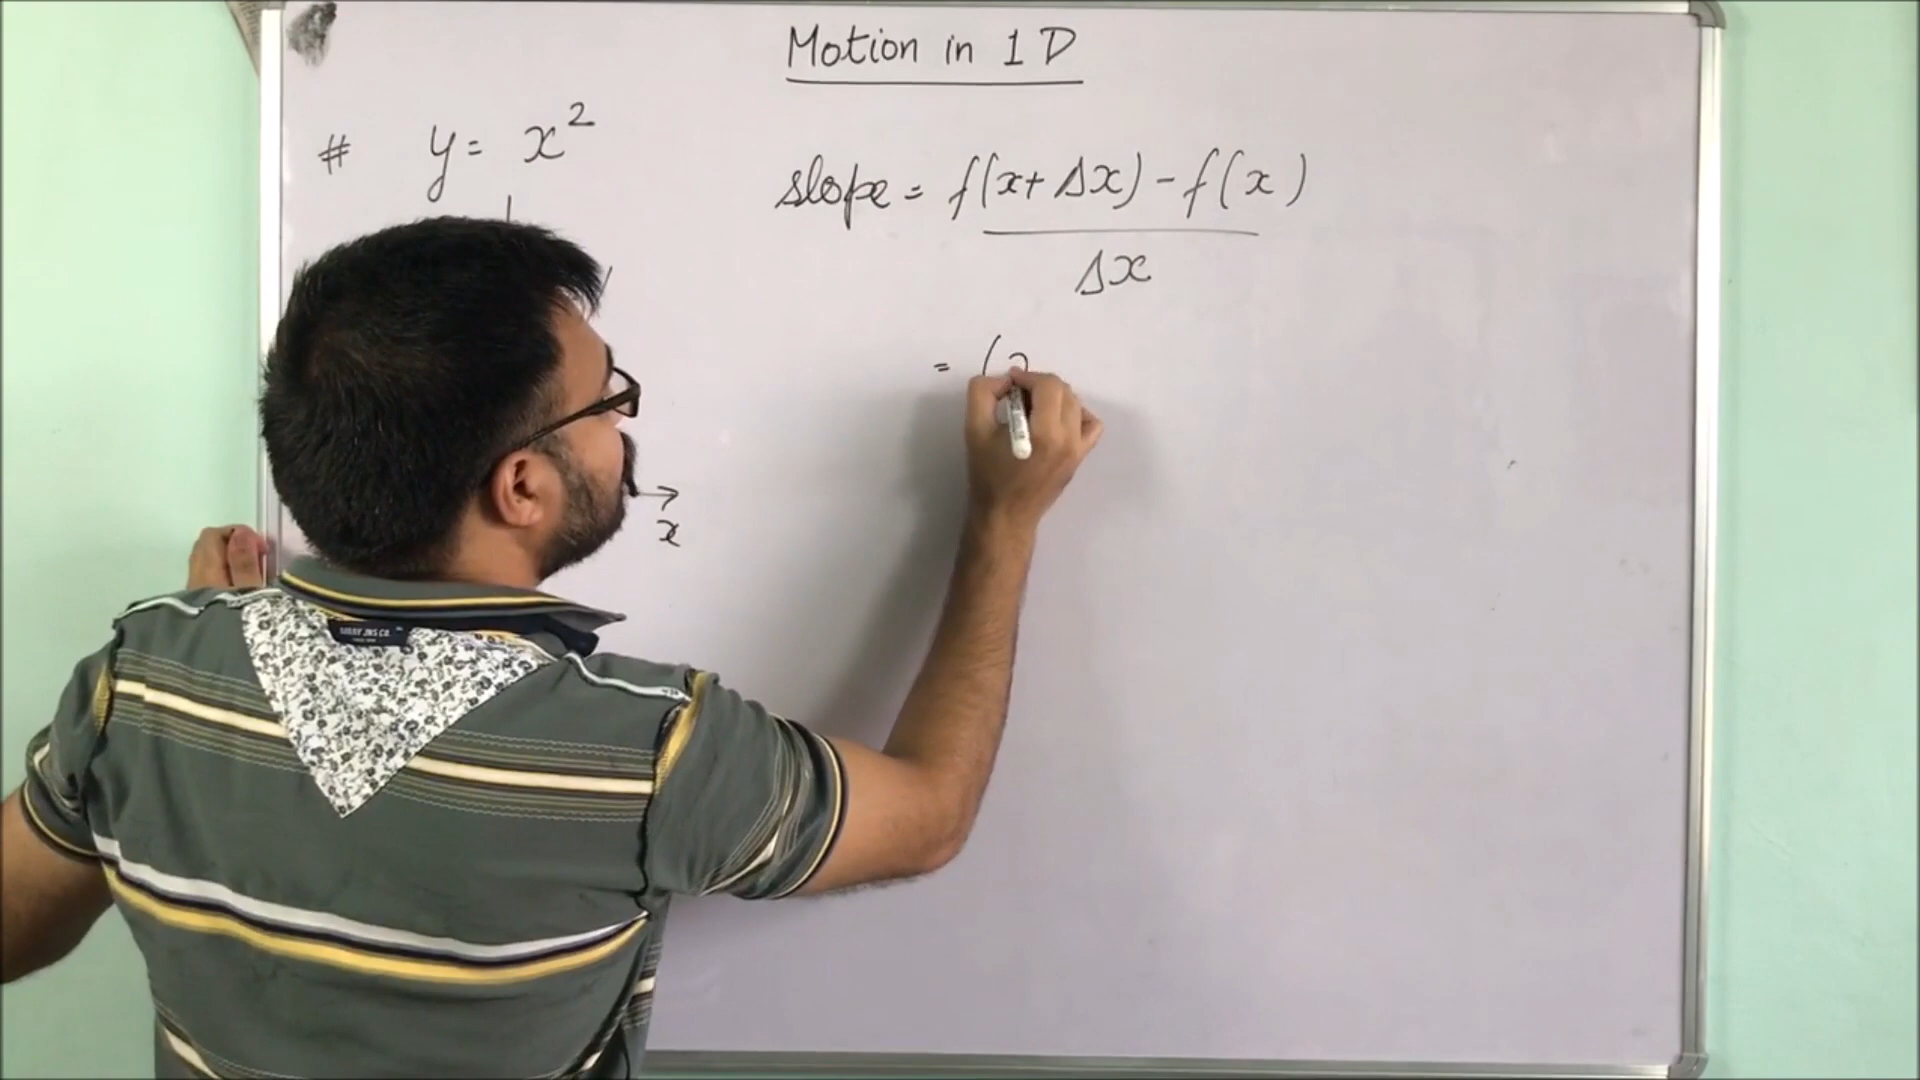 Motion in 1 D
# y = x²
slope = f(x + Δx) - f(x)
Δx
= (
x